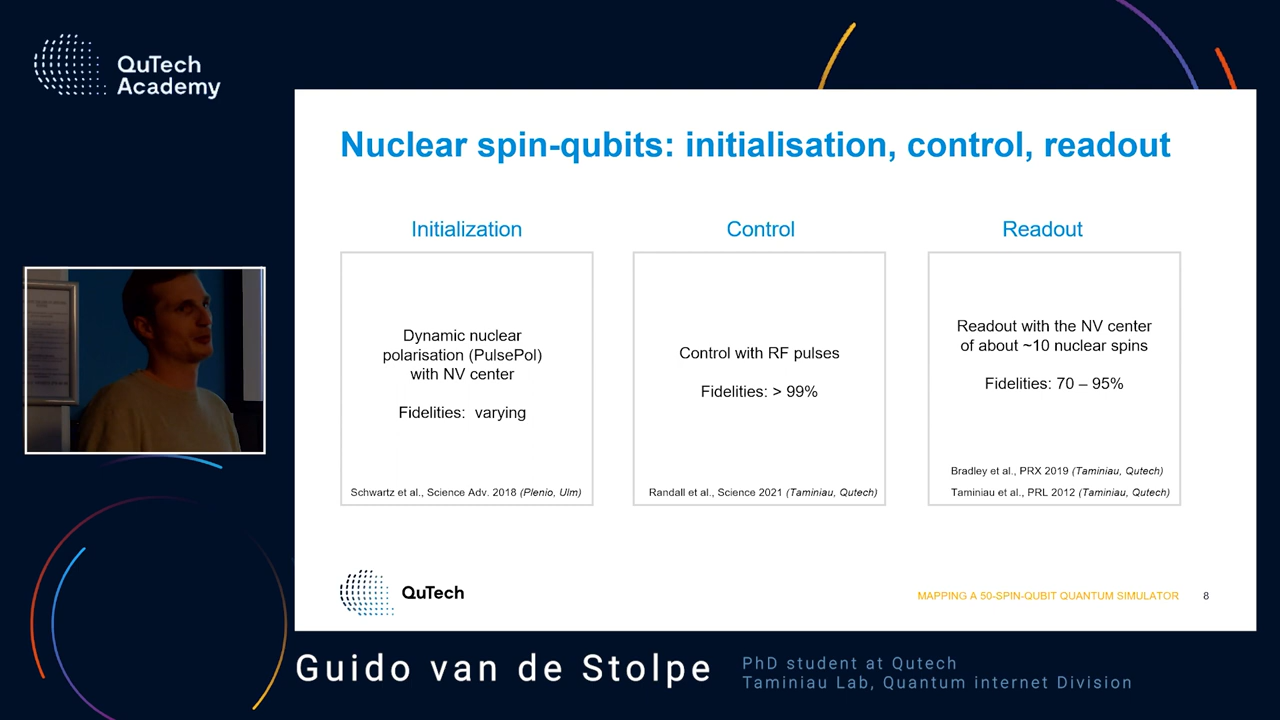 QuTech
Academy
Nuclear spin-qubits: initialisation, control, readout
Initialization
Dynamic nuclear
polarisation (PulsePol)
with NV center
Fidelities: varying
Schwartz et al., Science Adv. 2018 (Plenio, Ulm)
Control
Control with RF pulses
Fidelities: > 99%
Randall et al., Science 2021 (Taminiau, Qutech)
Readout
Readout with the NV center
of about ~10 nuclear spins
Fidelities: 70 – 95%
Bradley et al., PRX 2019 (Taminiau, Qutech)
Taminiau et al., PRL 2012 (Taminiau, Qutech)
QuTech
MAPPING A 50-SPIN-QUBIT QUANTUM SIMULATOR
8
Guido van de Stolpe
PhD student at Qutech
Taminiau Lab, Quantum internet Division